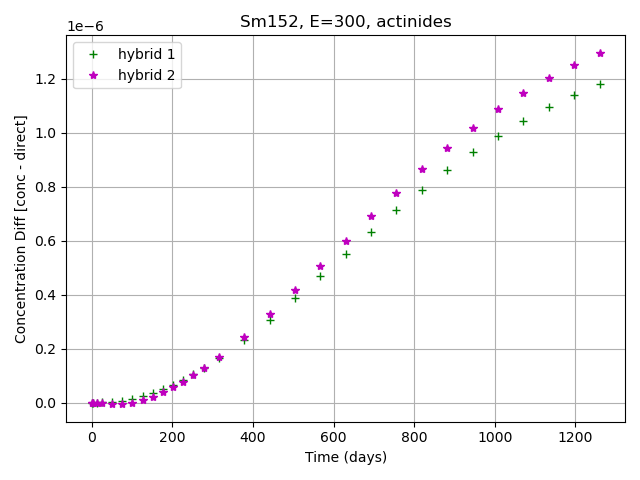 Sm152, E=300, actinides
1e−6
hybrid 1
hybrid 2
Concentration Diff [conc - direct]
1.2
1.0
0.8
0.6
0.4
0.2
0.0
0 200 400 600 800 1000 1200
Time (days)